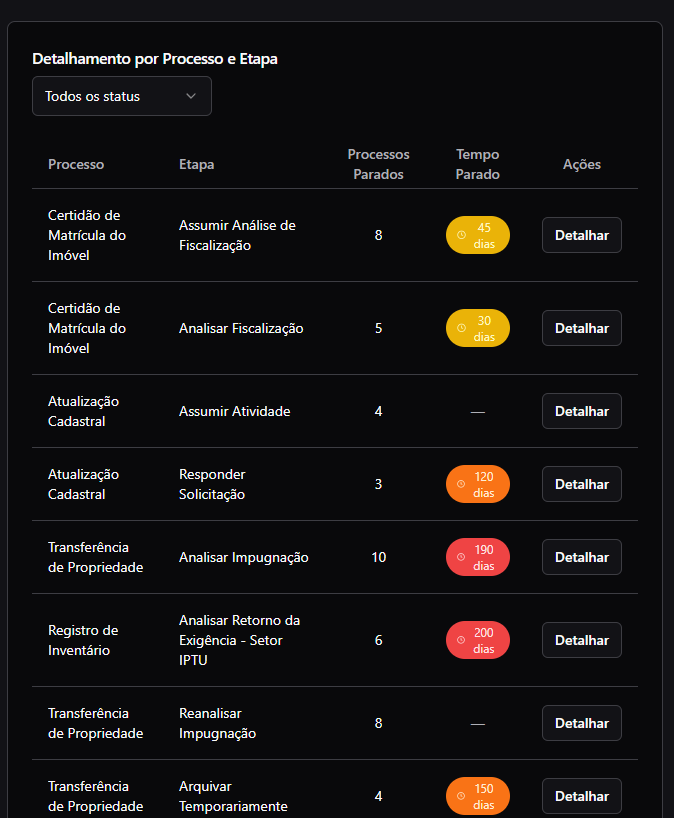 Detalhamento por Processo e Etapa
Todos os status
Processo
Etapa
Processos
Parados
Tempo
Parado
Ações
Certidão de
Matrícula do
Imóvel
Assumir Análise de
Fiscalização
8
45
dias
Detalhar
Certidão de
Matrícula do
Imóvel
Analisar Fiscalização
5
30
dias
Detalhar
Atualização
Cadastral
Assumir Atividade
4
—
Detalhar
Atualização
Cadastral
Responder
Solicitação
3
120
dias
Detalhar
Transferência
de Propriedade
Analisar Impugnação
10
190
dias
Detalhar
Registro de
Inventário
Analisar Retorno da
Exigência - Setor
IPTU
6
200
dias
Detalhar
Transferência
de Propriedade
Reanalisar
Impugnação
8
—
Detalhar
Transferência
de Propriedade
Arquivar
Temporariamente
4
150
dias
Detalhar